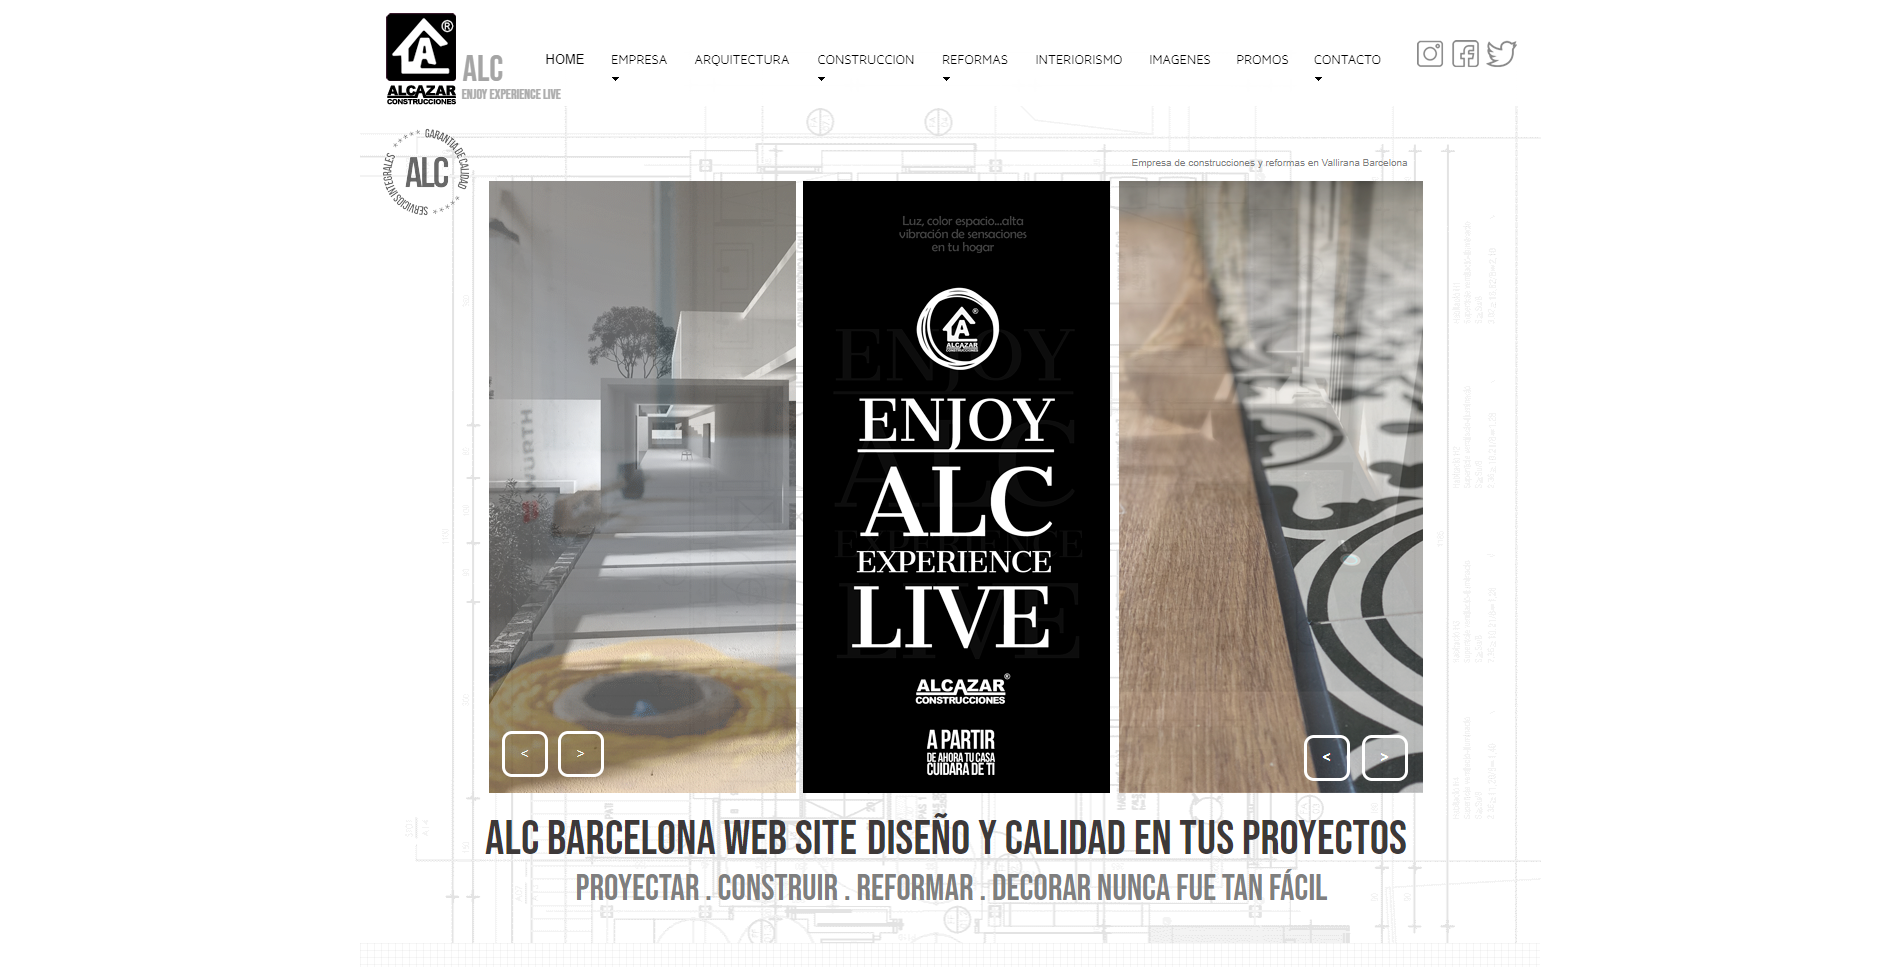 A ®
ALCAZAR
CONSTRUCCIONES
ALC
ENJOY EXPERIENCE LIVE
HOME
EMPRESA
ARQUITECTURA
CONSTRUCCION
REFORMAS
INTERIORISMO
IMAGENES
PROMOS
CONTACTO
GARANTIA DE CALIDAD ***** SERVICIOS INTEGRALES *****
ALC
Empresa de construcciones y reformas en Vallirana Barcelona
WURTH
Luz, color espacio...alta
vibración de sensaciones
en tu hogar
A ®
ALCAZAR
CONSTRUCCIONES
ENJOY
ALC
EXPERIENCE
LIVE
ALCAZAR ®
CONSTRUCCIONES
A PARTIR
DE AHORA TU CASA
CUIDARA DE TI
< >
< >
ALC BARCELONA WEB SITE DISEÑO Y CALIDAD EN TUS PROYECTOS
PROYECTAR . CONSTRUIR . REFORMAR . DECORAR NUNCA FUE TAN FÁCIL